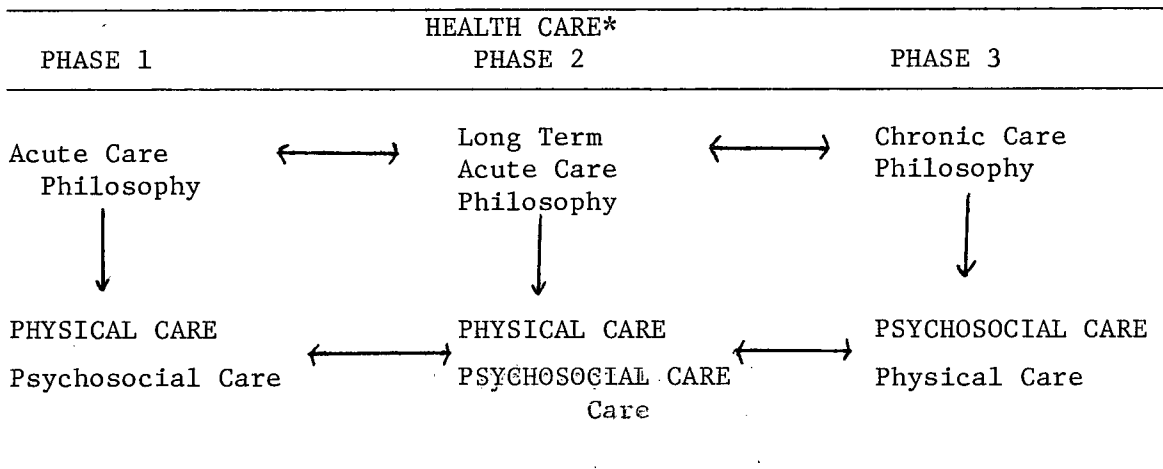 HEALTH CARE*
PHASE 1 PHASE 2 PHASE 3
Acute Care
Philosophy
Long Term
Acute Care
Philosophy
Chronic Care
Philosophy
PHYSICAL CARE
Psychosocial Care
PHYSICAL CARE
PSYCHOSOCIAL CARE
Care
PSYCHOSOCIAL CARE
Physical Care